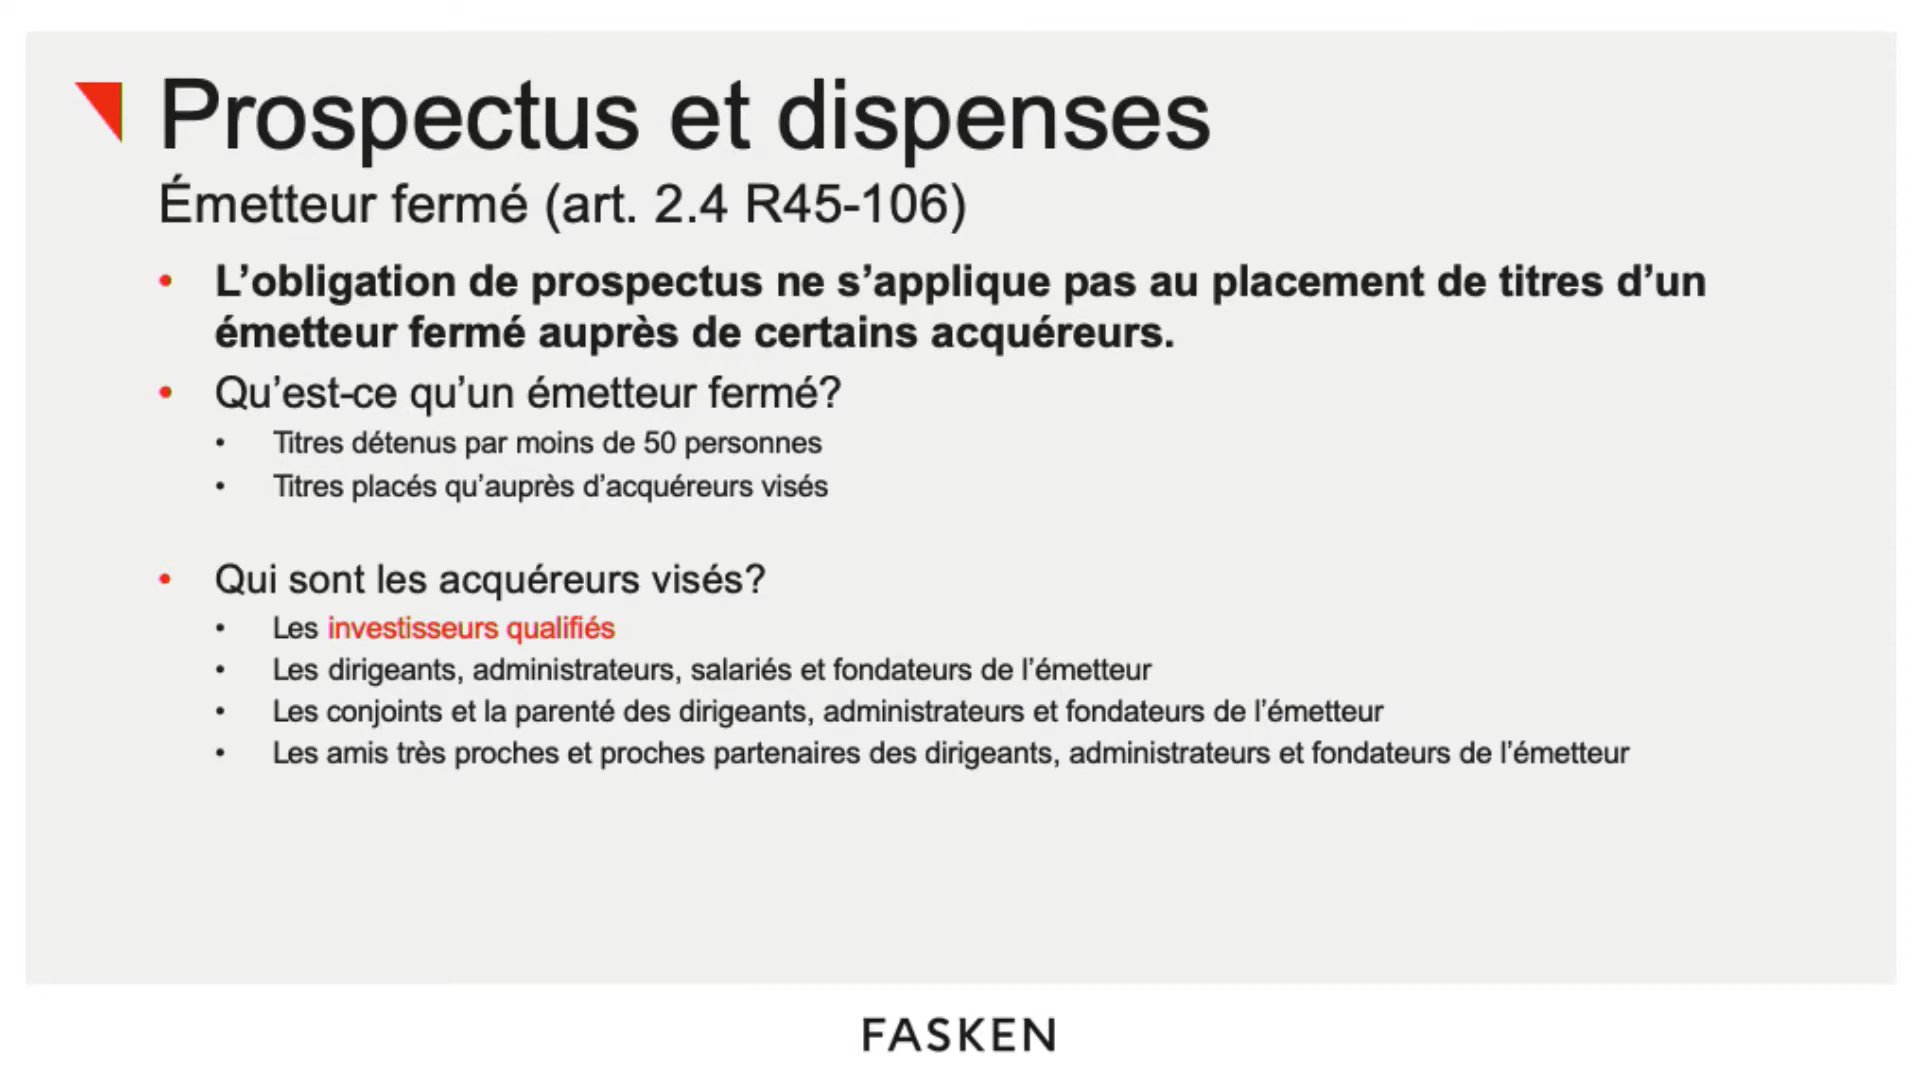 Prospectus et dispenses
Émetteur fermé (art. 2.4 R45-106)
• L’obligation de prospectus ne s’applique pas au placement de titres d’un
émetteur fermé auprès de certains acquéreurs.
• Qu’est-ce qu’un émetteur fermé?
• Titres détenus par moins de 50 personnes
• Titres placés qu’auprès d’acquéreurs visés
• Qui sont les acquéreurs visés?
• Les investisseurs qualifiés
• Les dirigeants, administrateurs, salariés et fondateurs de l’émetteur
• Les conjoints et la parenté des dirigeants, administrateurs et fondateurs de l’émetteur
• Les amis très proches et proches partenaires des dirigeants, administrateurs et fondateurs de l’émetteur
FASKEN